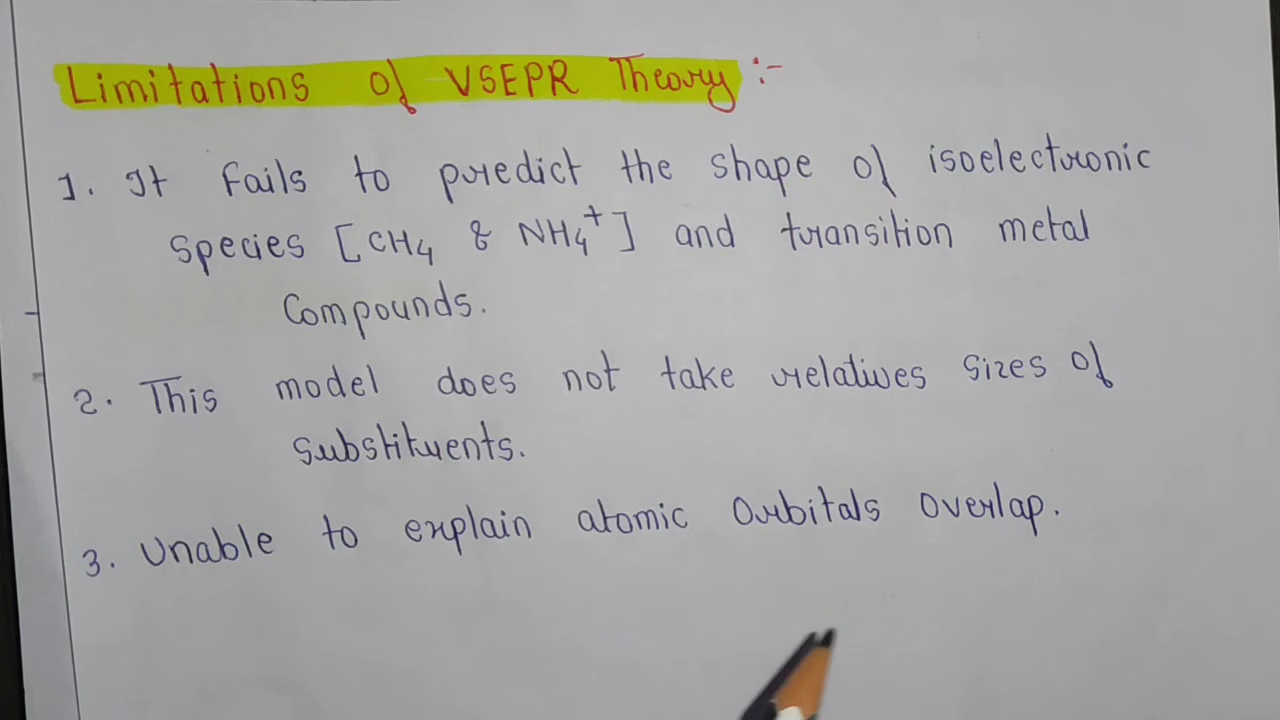 Limitations of VSEPR Theory :-
1. It fails to predict the shape of isoelectronic
species [CH₄ & NH₄⁺] and transition metal
Compounds.
2. This model does not take relatives sizes of
substituents.
3. Unable to explain atomic Orbitals overlap.